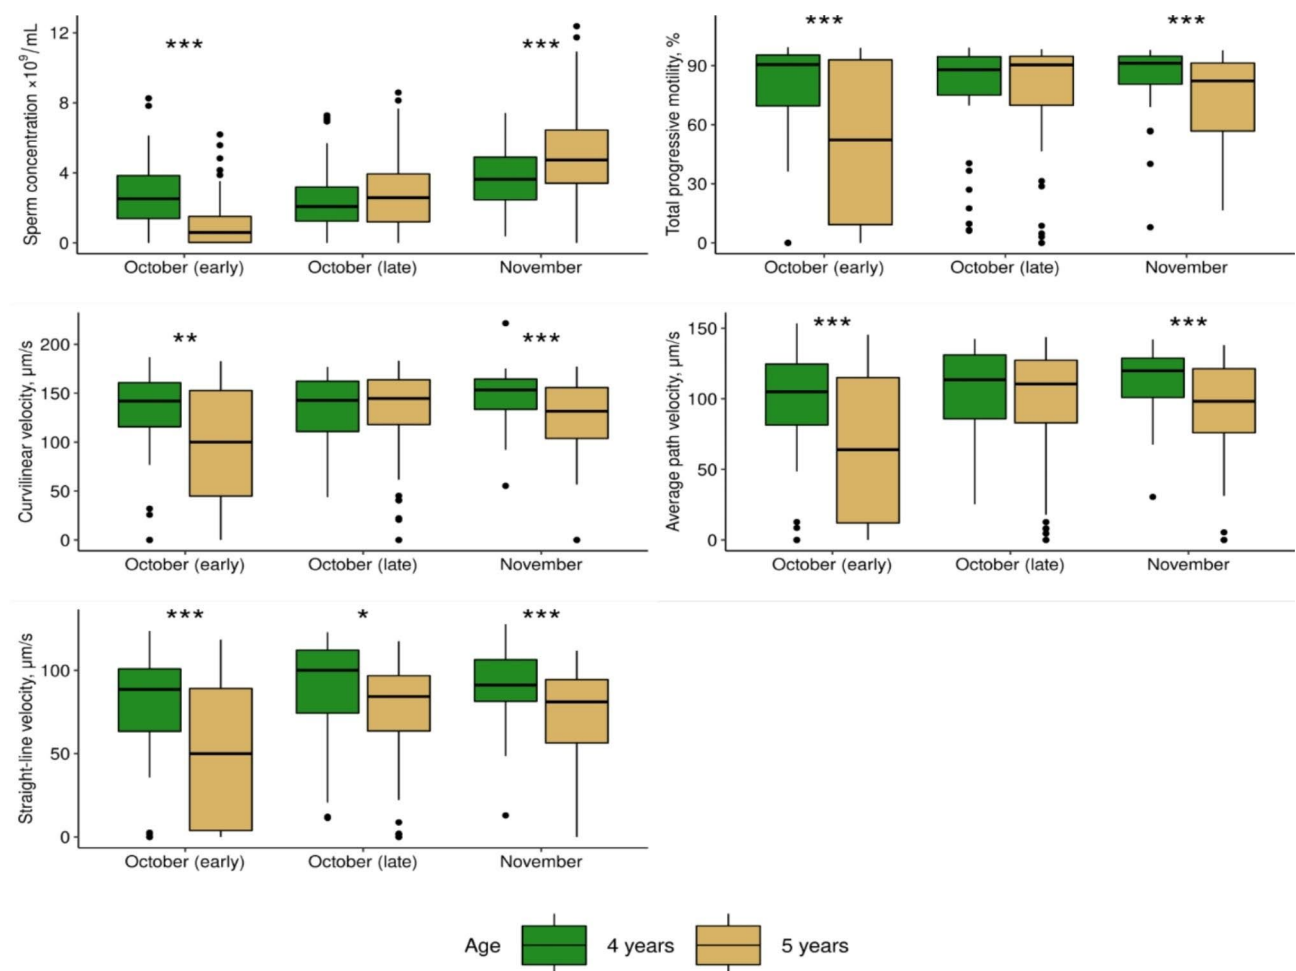 Sperm concentration ×10⁹/mL
12
8
4
0
***
***
October (early) October (late) November
Total progressive motility, %
90
60
30
0
***
***
October (early) October (late) November
Curvilinear velocity, µm/s
200
150
100
50
0
**
***
October (early) October (late) November
Average path velocity, µm/s
150
100
50
0
***
***
October (early) October (late) November
Straight-line velocity, µm/s
100
50
0
***
*
***
October (early) October (late) November
Age 4 years 5 years